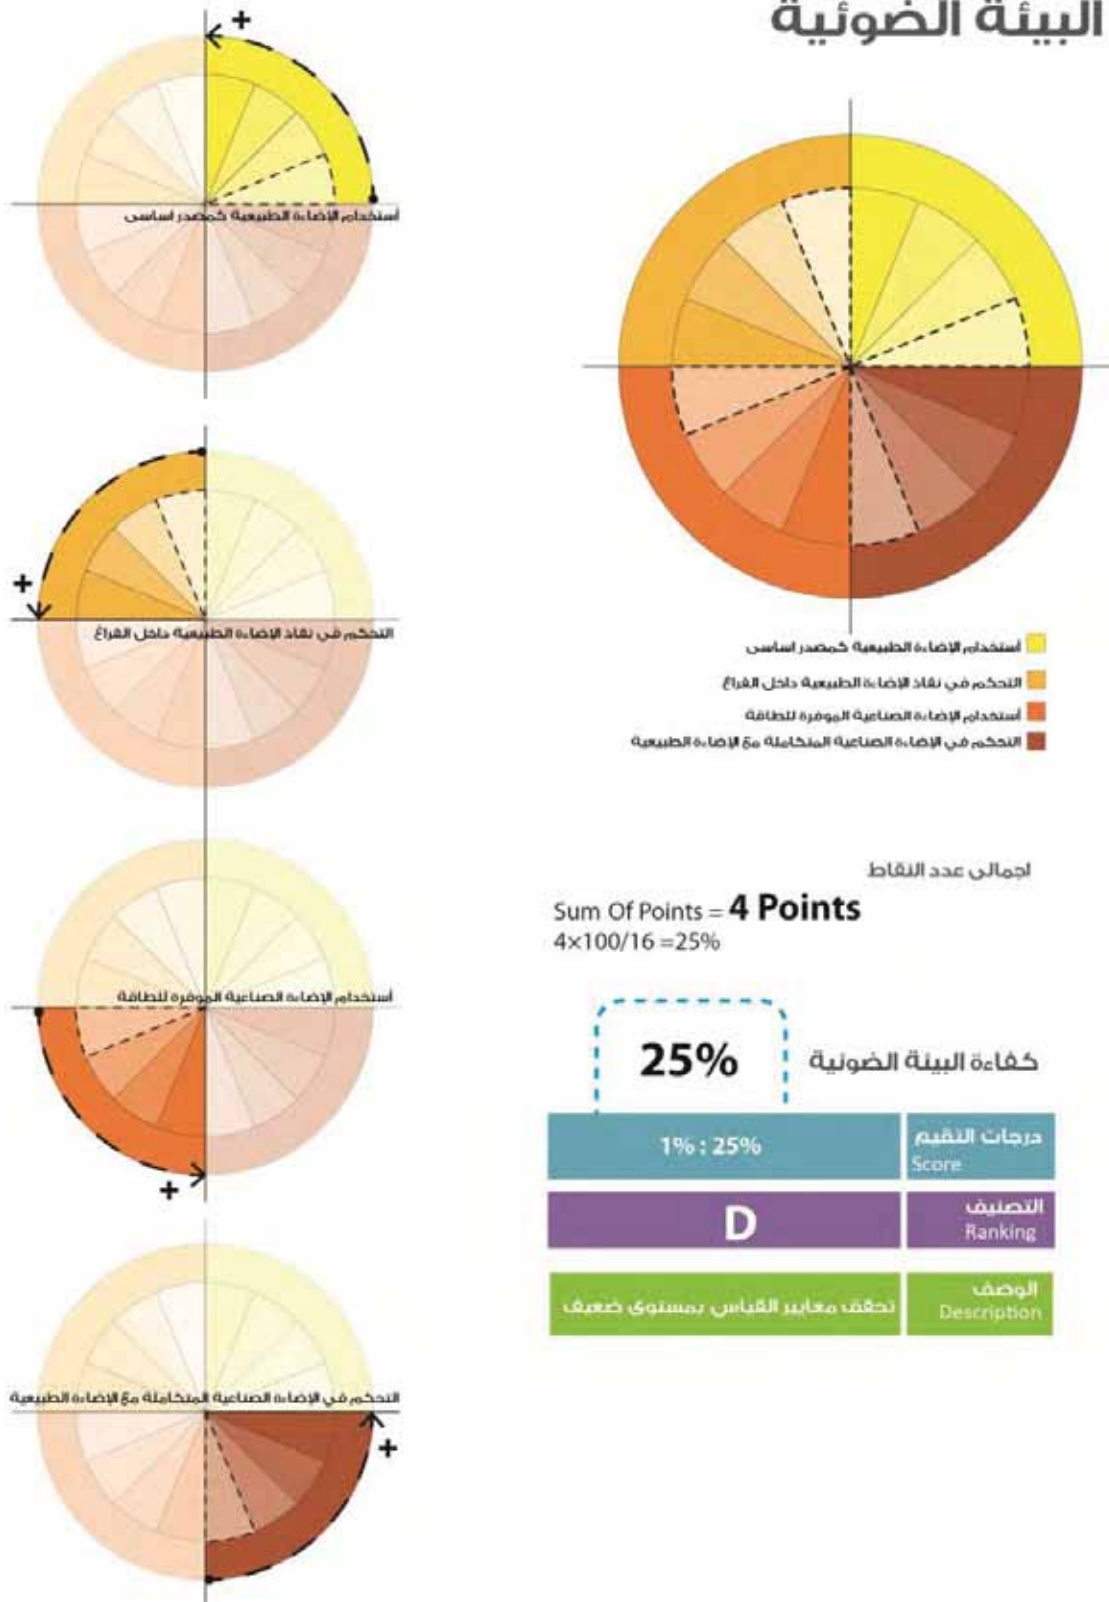 البيئة الضوئية
+
أستخدام الإضاءة الطبيعية كمصدر اساسى
+
التحكم في نفاذ الإضاءة الطبيعية داخل الفراغ
أستخدام الإضاءة الصناعية الموفرة للطاقة
+
التحكم في الإضاءة الصناعية المتكاملة مع الإضاءة الطبيعية
+
أستخدام الإضاءة الطبيعية كمصدر اساسى
التحكم في نفاذ الإضاءة الطبيعية داخل الفراغ
أستخدام الإضاءة الصناعية الموفرة للطاقة
التحكم في الإضاءة الصناعية المتكاملة مع الإضاءة الطبيعية
اجمالى عدد النقاط
Sum Of Points = 4 Points
4×100/16 =25%
كفاءة البيئة الضوئية
25%
درجات التقيم
Score
1% : 25%
التصنيف
Ranking
D
الوصف
Description
تحقق معايير القياس بمستوى ضعيف